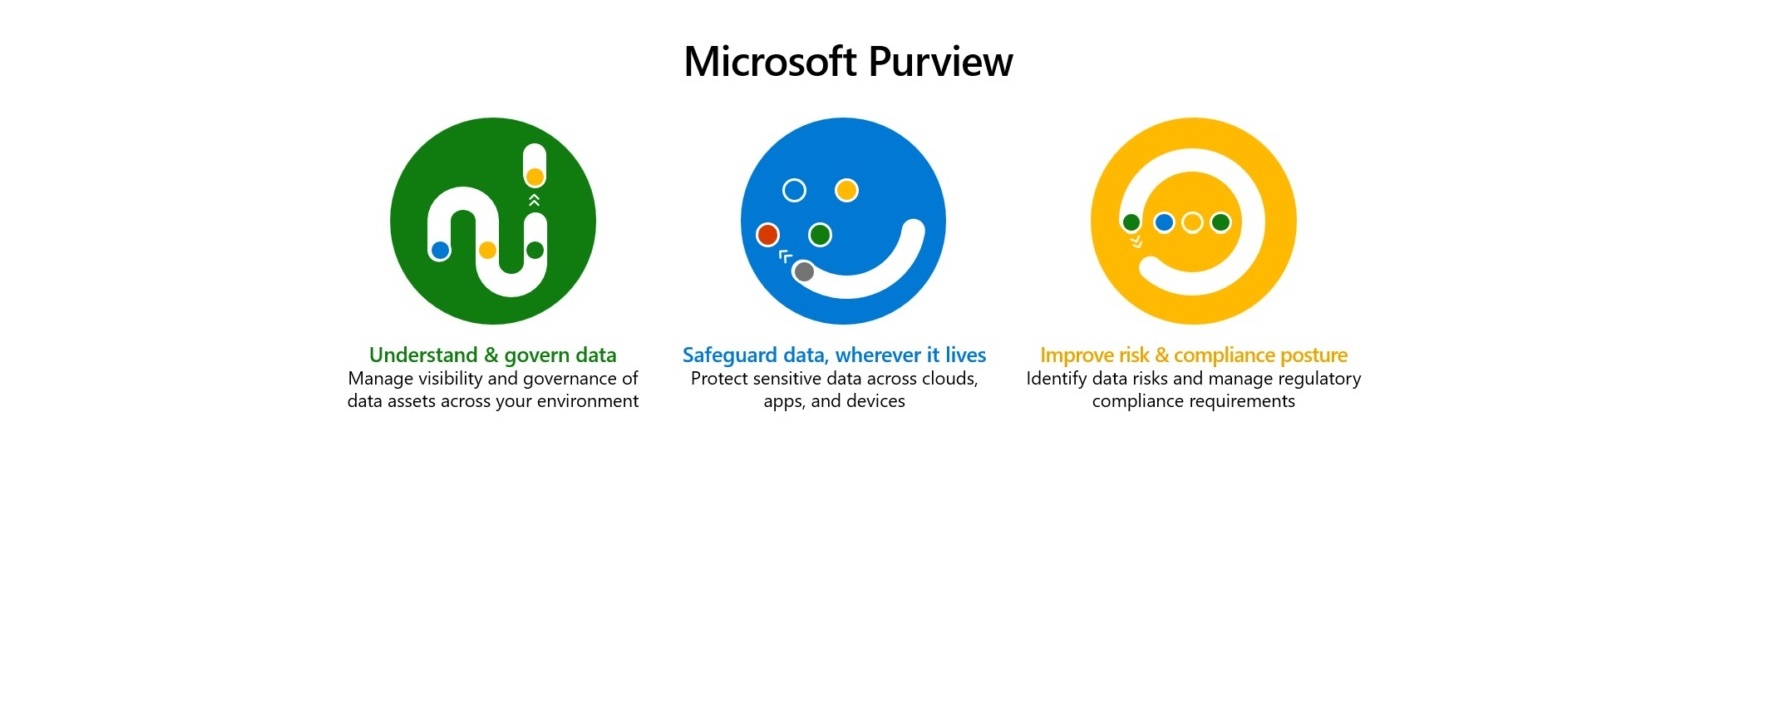 Microsoft Purview
Understand & govern data
Manage visibility and governance of
data assets across your environment
Safeguard data, wherever it lives
Protect sensitive data across clouds,
apps, and devices
Improve risk & compliance posture
Identify data risks and manage regulatory
compliance requirements